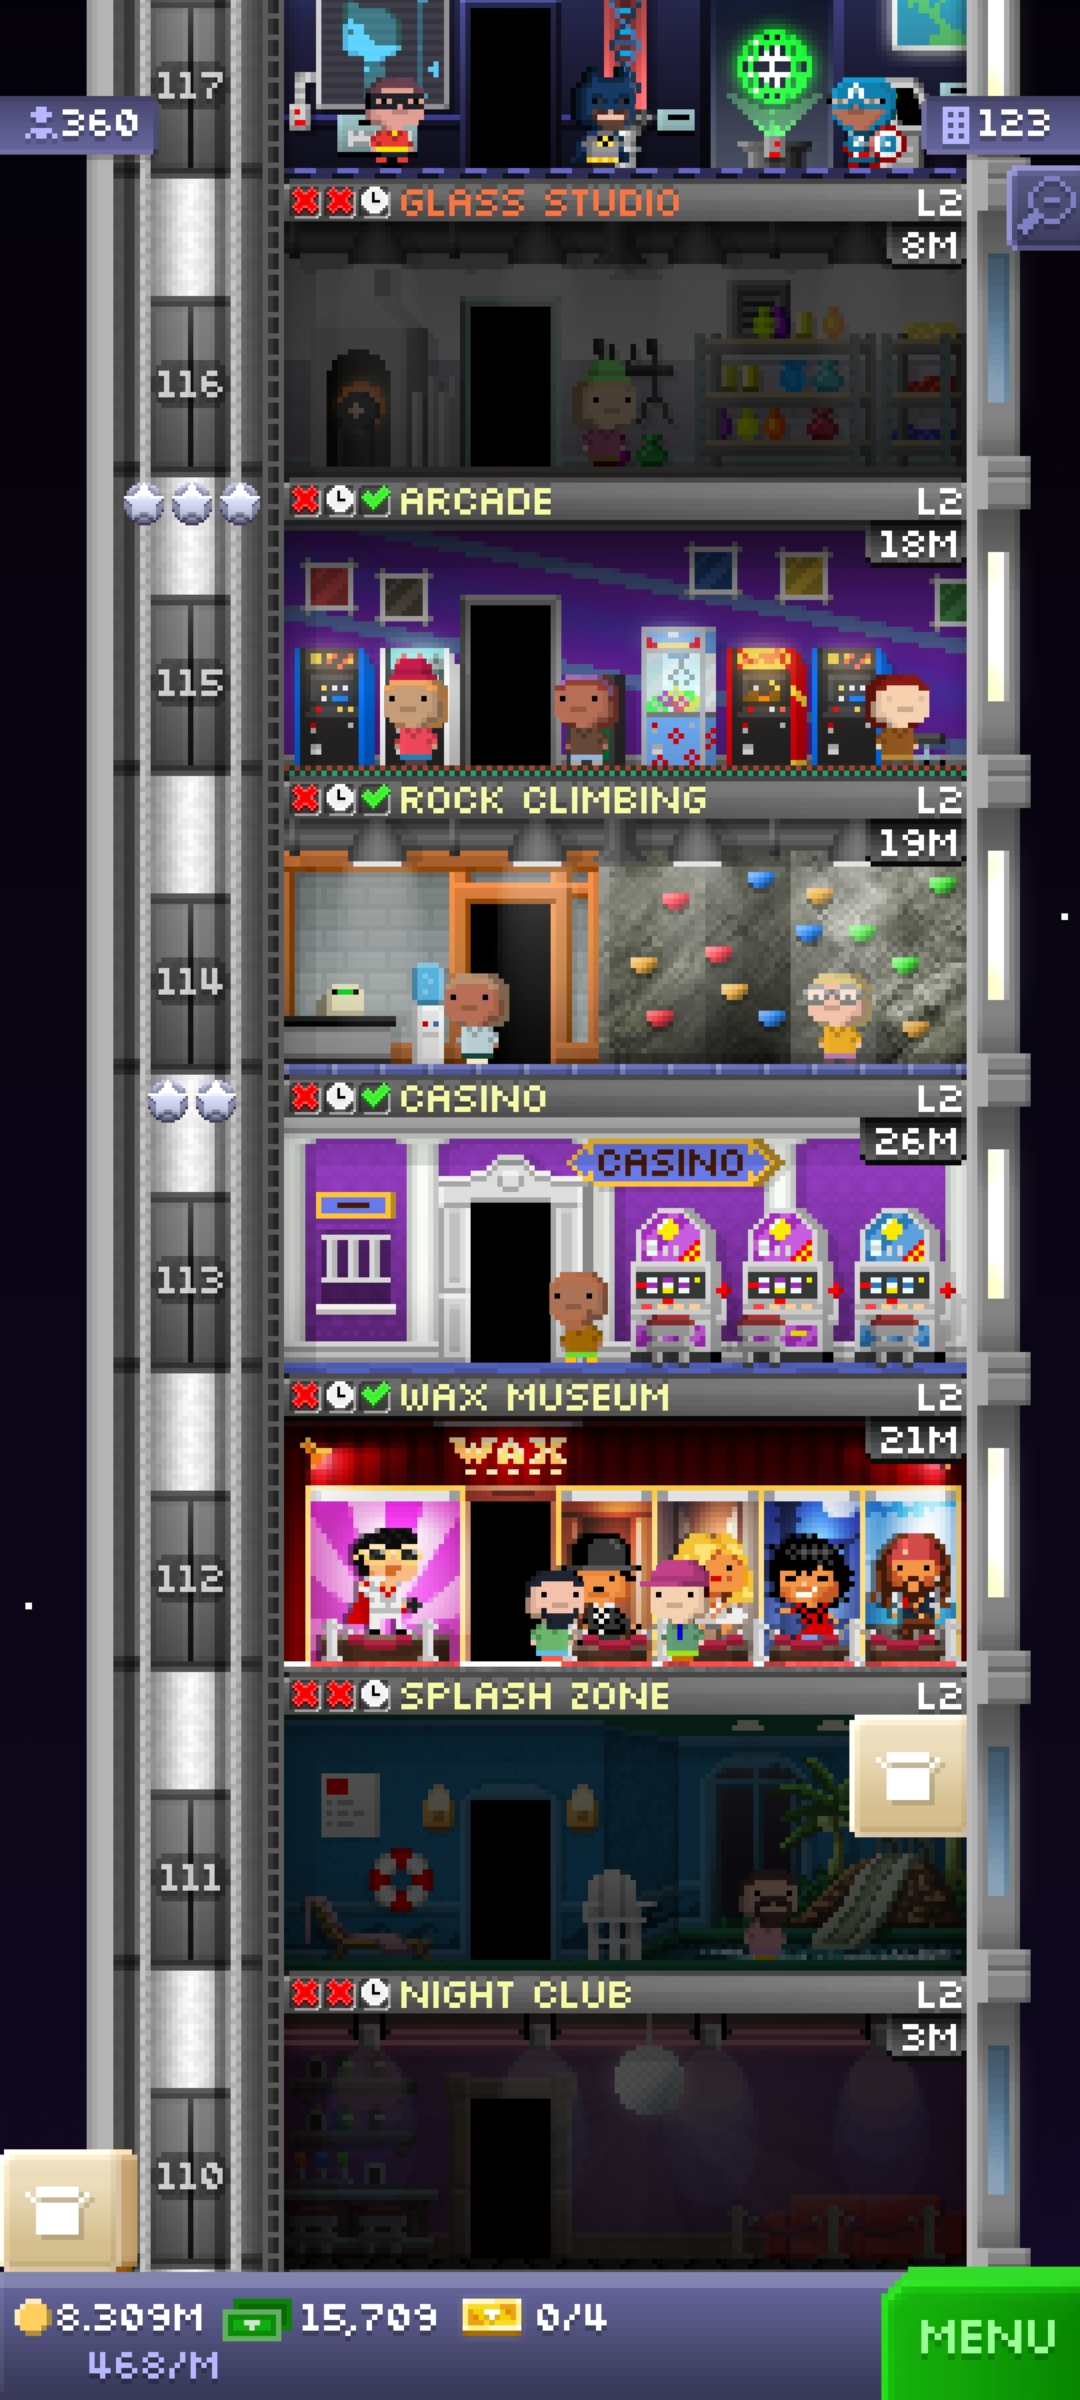 117
360
123
GLASS STUDIO L2
8M
116
ARCADE L2
18M
115
ROCK CLIMBING L2
19M
114
CASINO L2
26M
CASINO
113
WAX MUSEUM L2
21M
WAX
112
SPLASH ZONE L2
111
NIGHT CLUB L2
3M
110
8.309M 15,709 0/4
468/M
MENU